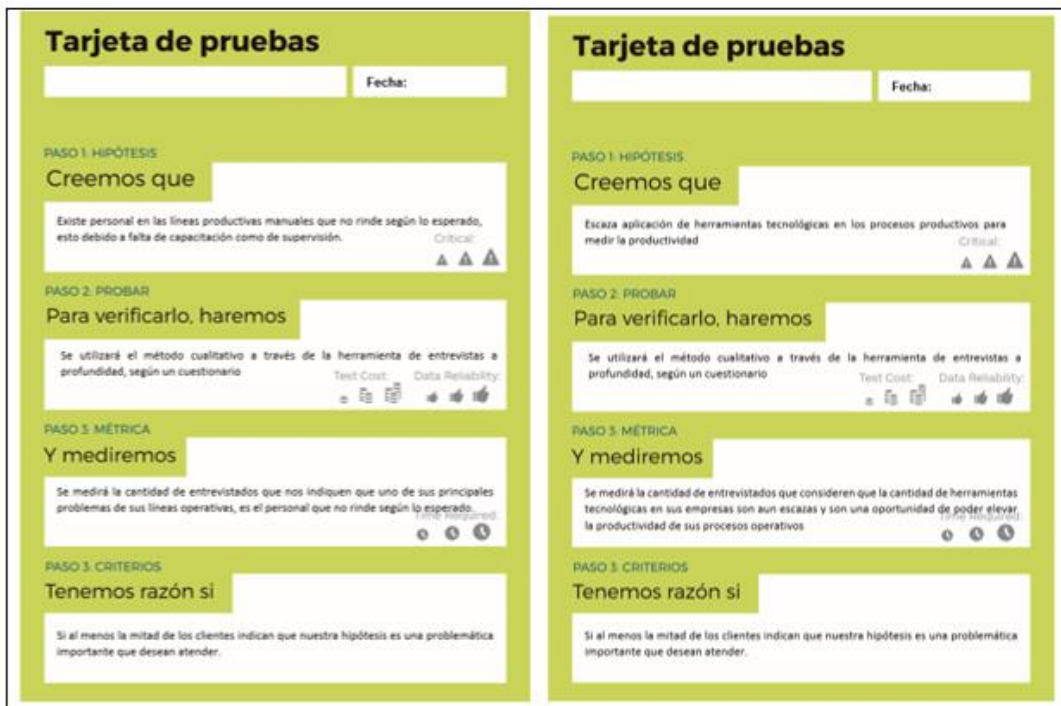 Tarjeta de pruebas
Fecha:
PASO 1: HIPÓTESIS
Creemos que
Existe personal en las líneas productivas manuales que no rinde según lo esperado,
esto debido a falta de capacitación como de supervisión.
Critical:
PASO 2: PROBAR
Para verificarlo, haremos
Se utilizará el método cualitativo a través de la herramienta de entrevistas a
profundidad, según un cuestionario
Test Cost: Data Reliability:
PASO 3: MÉTRICA
Y mediremos
Se medirá la cantidad de entrevistados que nos indiquen que uno de sus principales
problemas de sus líneas operativas, es el personal que no rinde según lo esperado.
Time Required:
PASO 3: CRITERIOS
Tenemos razón si
Si al menos la mitad de los clientes indican que nuestra hipótesis es una problemática
importante que desean atender.
Tarjeta de pruebas
Fecha:
PASO 1: HIPÓTESIS
Creemos que
Escaza aplicación de herramientas tecnológicas en los procesos productivos para
medir la productividad
Critical:
PASO 2: PROBAR
Para verificarlo, haremos
Se utilizará el método cualitativo a través de la herramienta de entrevistas a
profundidad, según un cuestionario
Test Cost: Data Reliability:
PASO 3: MÉTRICA
Y mediremos
Se medirá la cantidad de entrevistados que consideren que la cantidad de herramientas
tecnológicas en sus empresas son aun escazas y son una oportunidad de poder elevar
la productividad de sus procesos operativos
Time Required:
PASO 3: CRITERIOS
Tenemos razón si
Si al menos la mitad de los clientes indican que nuestra hipótesis es una problemática
importante que desean atender.